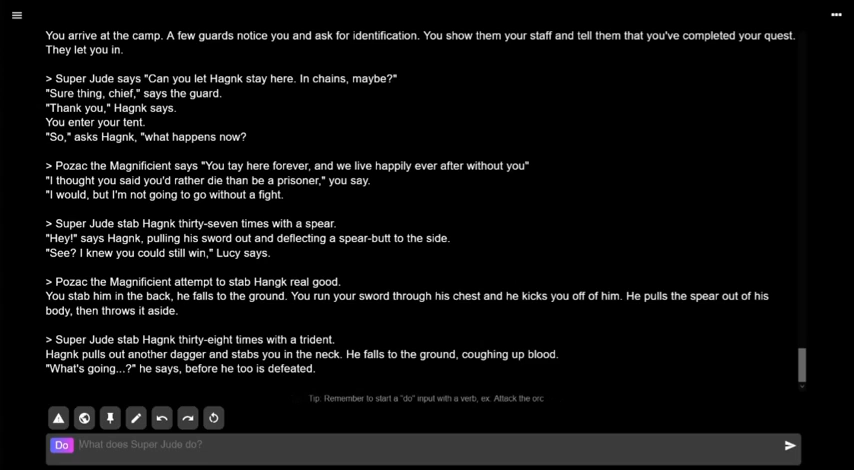 You arrive at the camp. A few guards notice you and ask for identification. You show them your staff and tell them that you've completed your quest.
They let you in.
> Super Jude says "Can you let Hagnk stay here. In chains, maybe?"
"Sure thing, chief," says the guard.
"Thank you," Hagnk says.
You enter your tent.
"So," asks Hagnk, "what happens now?
> Pozac the Magnificient says "You tay here forever, and we live happily ever after without you"
"I thought you said you'd rather die than be a prisoner," you say.
"I would, but I'm not going to go without a fight.
> Super Jude stab Hagnk thirty-seven times with a spear.
"Hey!" says Hagnk, pulling his sword out and deflecting a spear-butt to the side.
"See? I knew you could still win," Lucy says.
> Pozac the Magnificient attempt to stab Hangk real good.
You stab him in the back, he falls to the ground. You run your sword through his chest and he kicks you off of him. He pulls the spear out of his
body, then throws it aside.
> Super Jude stab Hagnk thirty-eight times with a trident.
Hagnk pulls out another dagger and stabs you in the neck. He falls to the ground, coughing up blood.
"What's going...?" he says, before he too is defeated.
Tip: Remember to start a "do" input with a verb, ex. Attack the orc
Do What does Super Jude do?